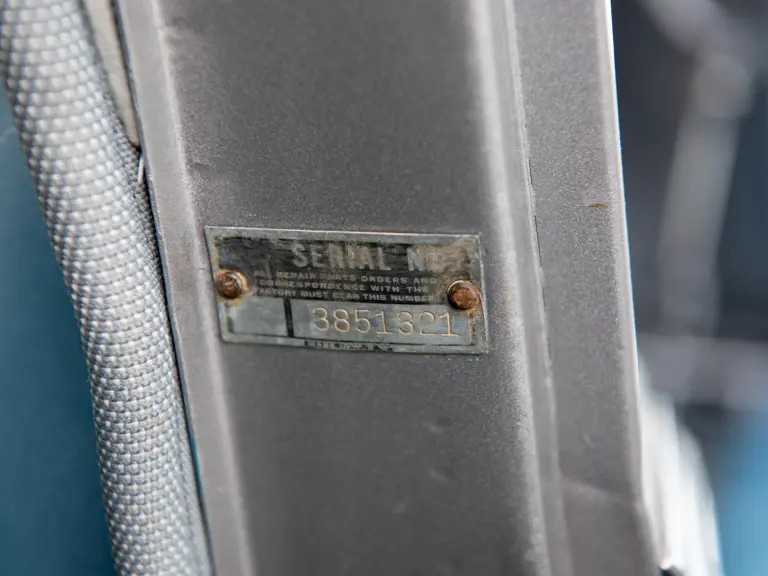 SERIAL NO
ALL REPAIR PARTS ORDERS AND
CORRESPONDENCE WITH THE
FACTORY MUST BEAR THIS NUMBER
3851321